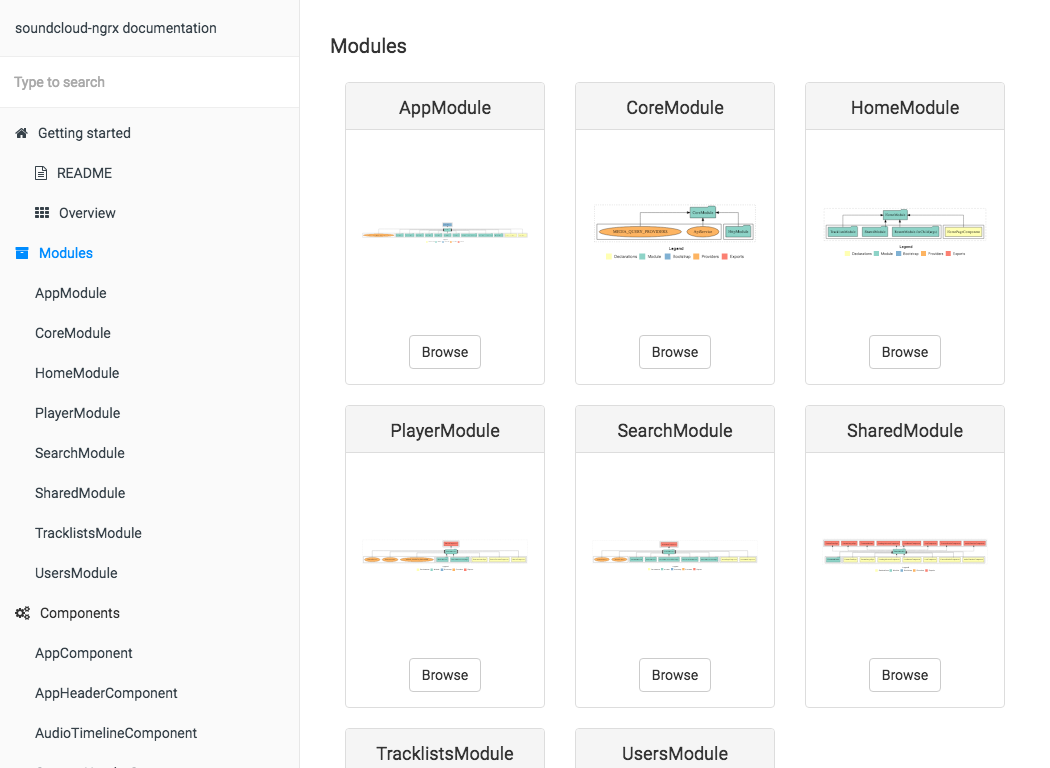 soundcloud-ngrx documentation
Type to search
Getting started
README
Overview
Modules
AppModule
CoreModule
HomeModule
PlayerModule
SearchModule
SharedModule
TracklistsModule
UsersModule
Components
AppComponent
AppHeaderComponent
AudioTimelineComponent
Modules
AppModule
Browse
CoreModule
CoreModule
MEDIA_QUERY_PROVIDERS ApiService HttpModule
Legend
Declarations Module Bootstrap Providers Exports
Browse
HomeModule
HomeModule
Legend
Declarations Module Bootstrap Providers Exports
Browse
PlayerModule
Browse
SearchModule
Browse
SharedModule
Browse
TracklistsModule
UsersModule